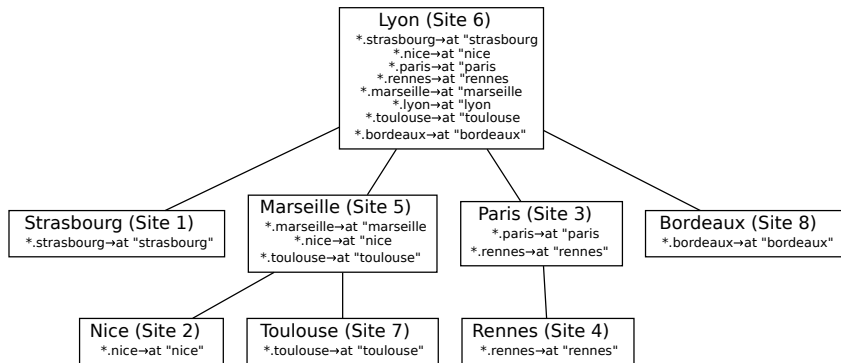 Lyon (Site 6)
*.strasbourg→at "strasbourg
*.nice→at "nice
*.paris→at "paris
*.rennes→at "rennes
*.marseille→at "marseille
*.lyon→at "lyon
*.toulouse→at "toulouse
*.bordeaux→at "bordeaux"
Strasbourg (Site 1)
*.strasbourg→at "strasbourg"
Marseille (Site 5)
*.marseille→at "marseille
*.nice→at "nice
*.toulouse→at "toulouse"
Paris (Site 3)
*.paris→at "paris
*.rennes→at "rennes"
Bordeaux (Site 8)
*.bordeaux→at "bordeaux"
Nice (Site 2)
*.nice→at "nice"
Toulouse (Site 7)
*.toulouse→at "toulouse"
Rennes (Site 4)
*.rennes→at "rennes"